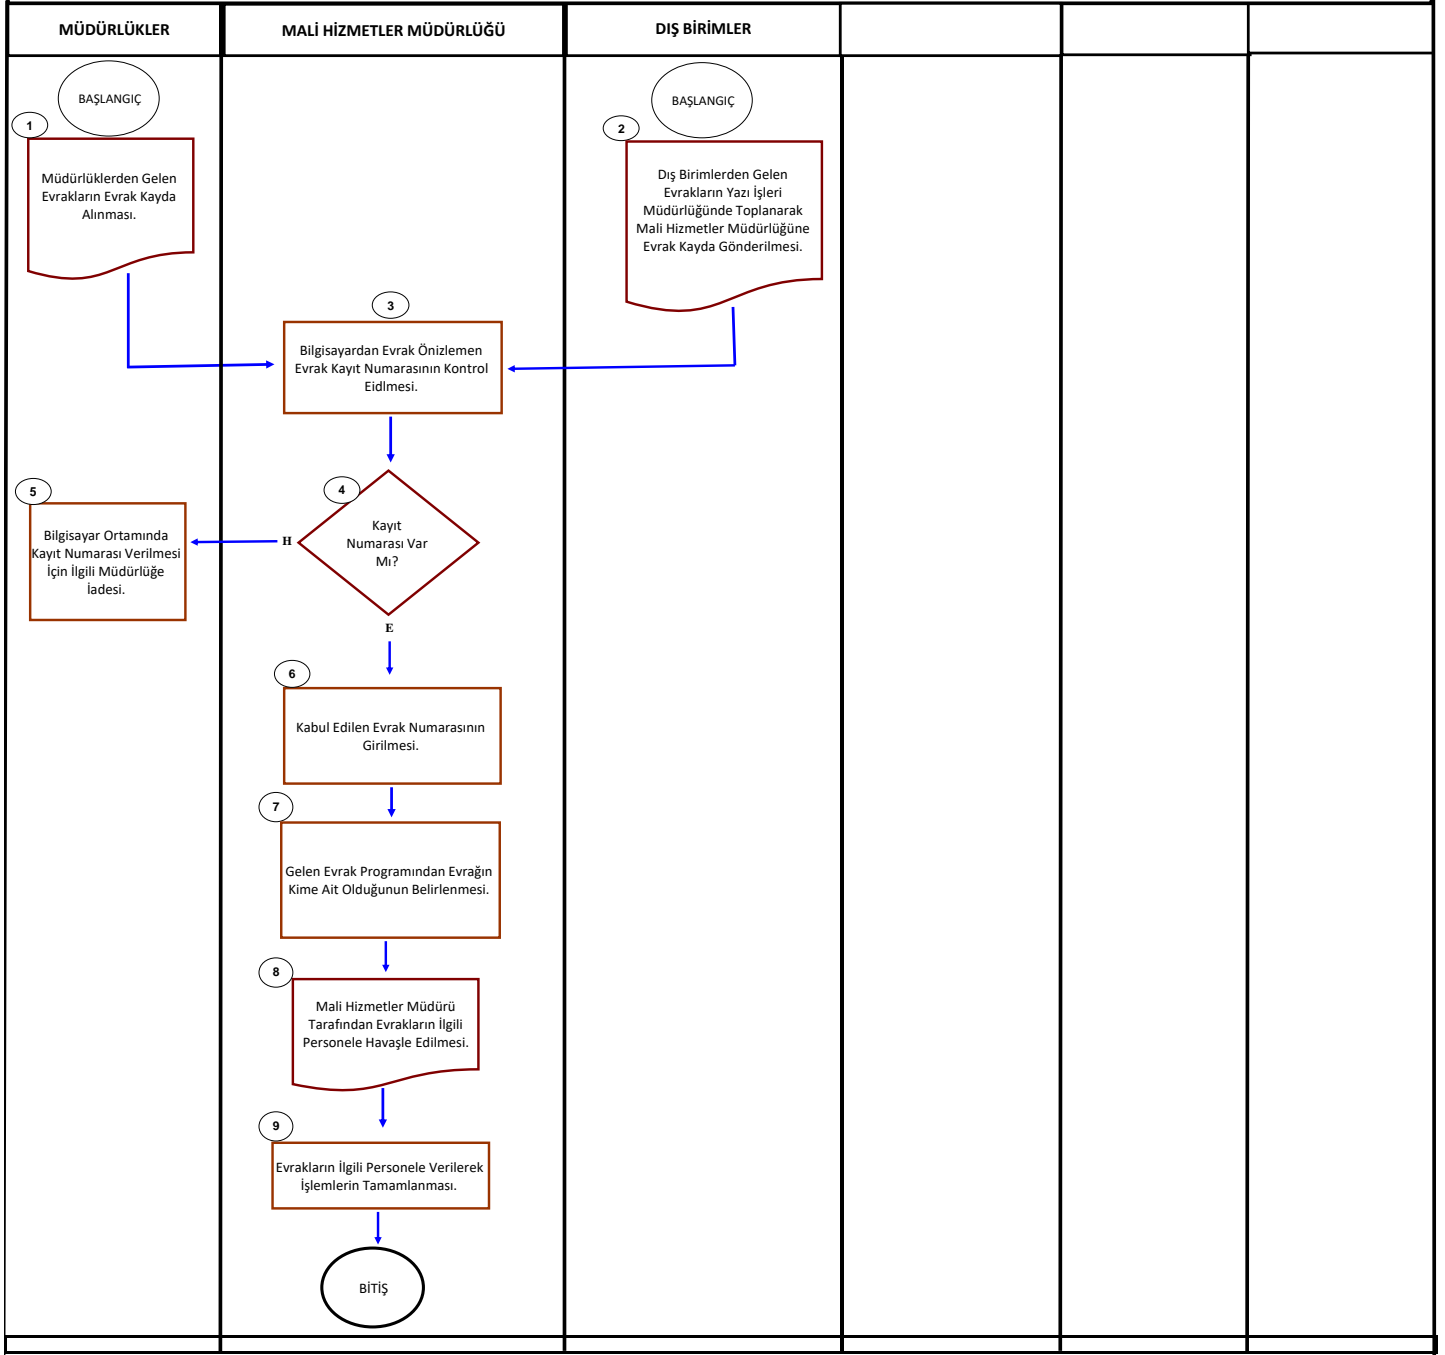 MÜDÜRLÜKLER
MALİ HİZMETLER MÜDÜRLÜĞÜ
DIŞ BİRİMLER
BAŞLANGIÇ
BAŞLANGIÇ
1
Müdürlüklerden Gelen
Evrakların Evrak Kayda
Alınması.
2
Dış Birimlerden Gelen
Evrakların Yazı İşleri
Müdürlüğünde Toplanarak
Mali Hizmetler Müdürlüğüne
Evrak Kayda Gönderilmesi.
3
Bilgisayardan Evrak Önizlemen
Evrak Kayıt Numarasının Kontrol
Eidlmesi.
4
Kayıt
Numarası Var
Mı?
H
5
Bilgisayar Ortamında
Kayıt Numarası Verilmesi
İçin İlgili Müdürlüğe
İadesi.
E
6
Kabul Edilen Evrak Numarasının
Girilmesi.
7
Gelen Evrak Programından Evrağın
Kime Ait Olduğunun Belirlenmesi.
8
Mali Hizmetler Müdürü
Tarafından Evrakların İlgili
Personele Havaşle Edilmesi.
9
Evrakların İlgili Personele Verilerek
İşlemlerin Tamamlanması.
BİTİŞ